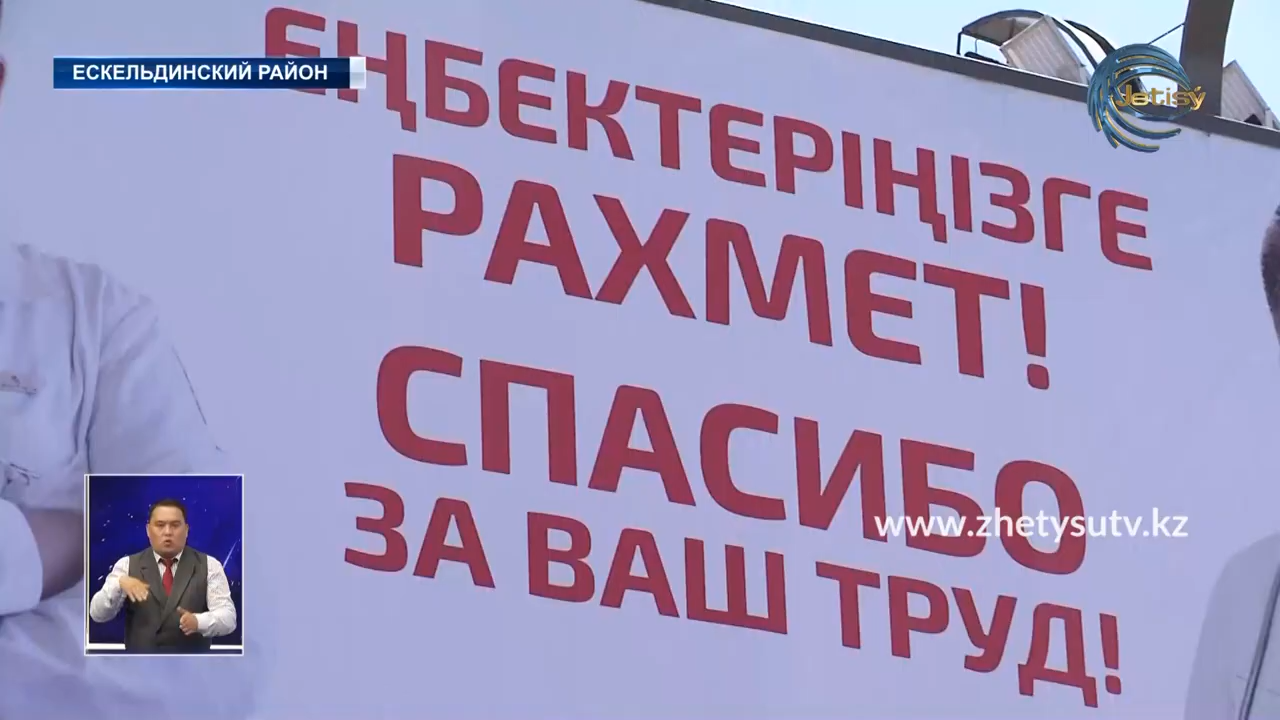 ЕСКЕЛЬДИНСКИЙ РАЙОН
Jetisý
ЕҢБЕКТЕРІҢІЗГЕ
РАХМЕТ!
СПАСИБО
ЗА ВАШ ТРУД!
www.zhetysutv.kz